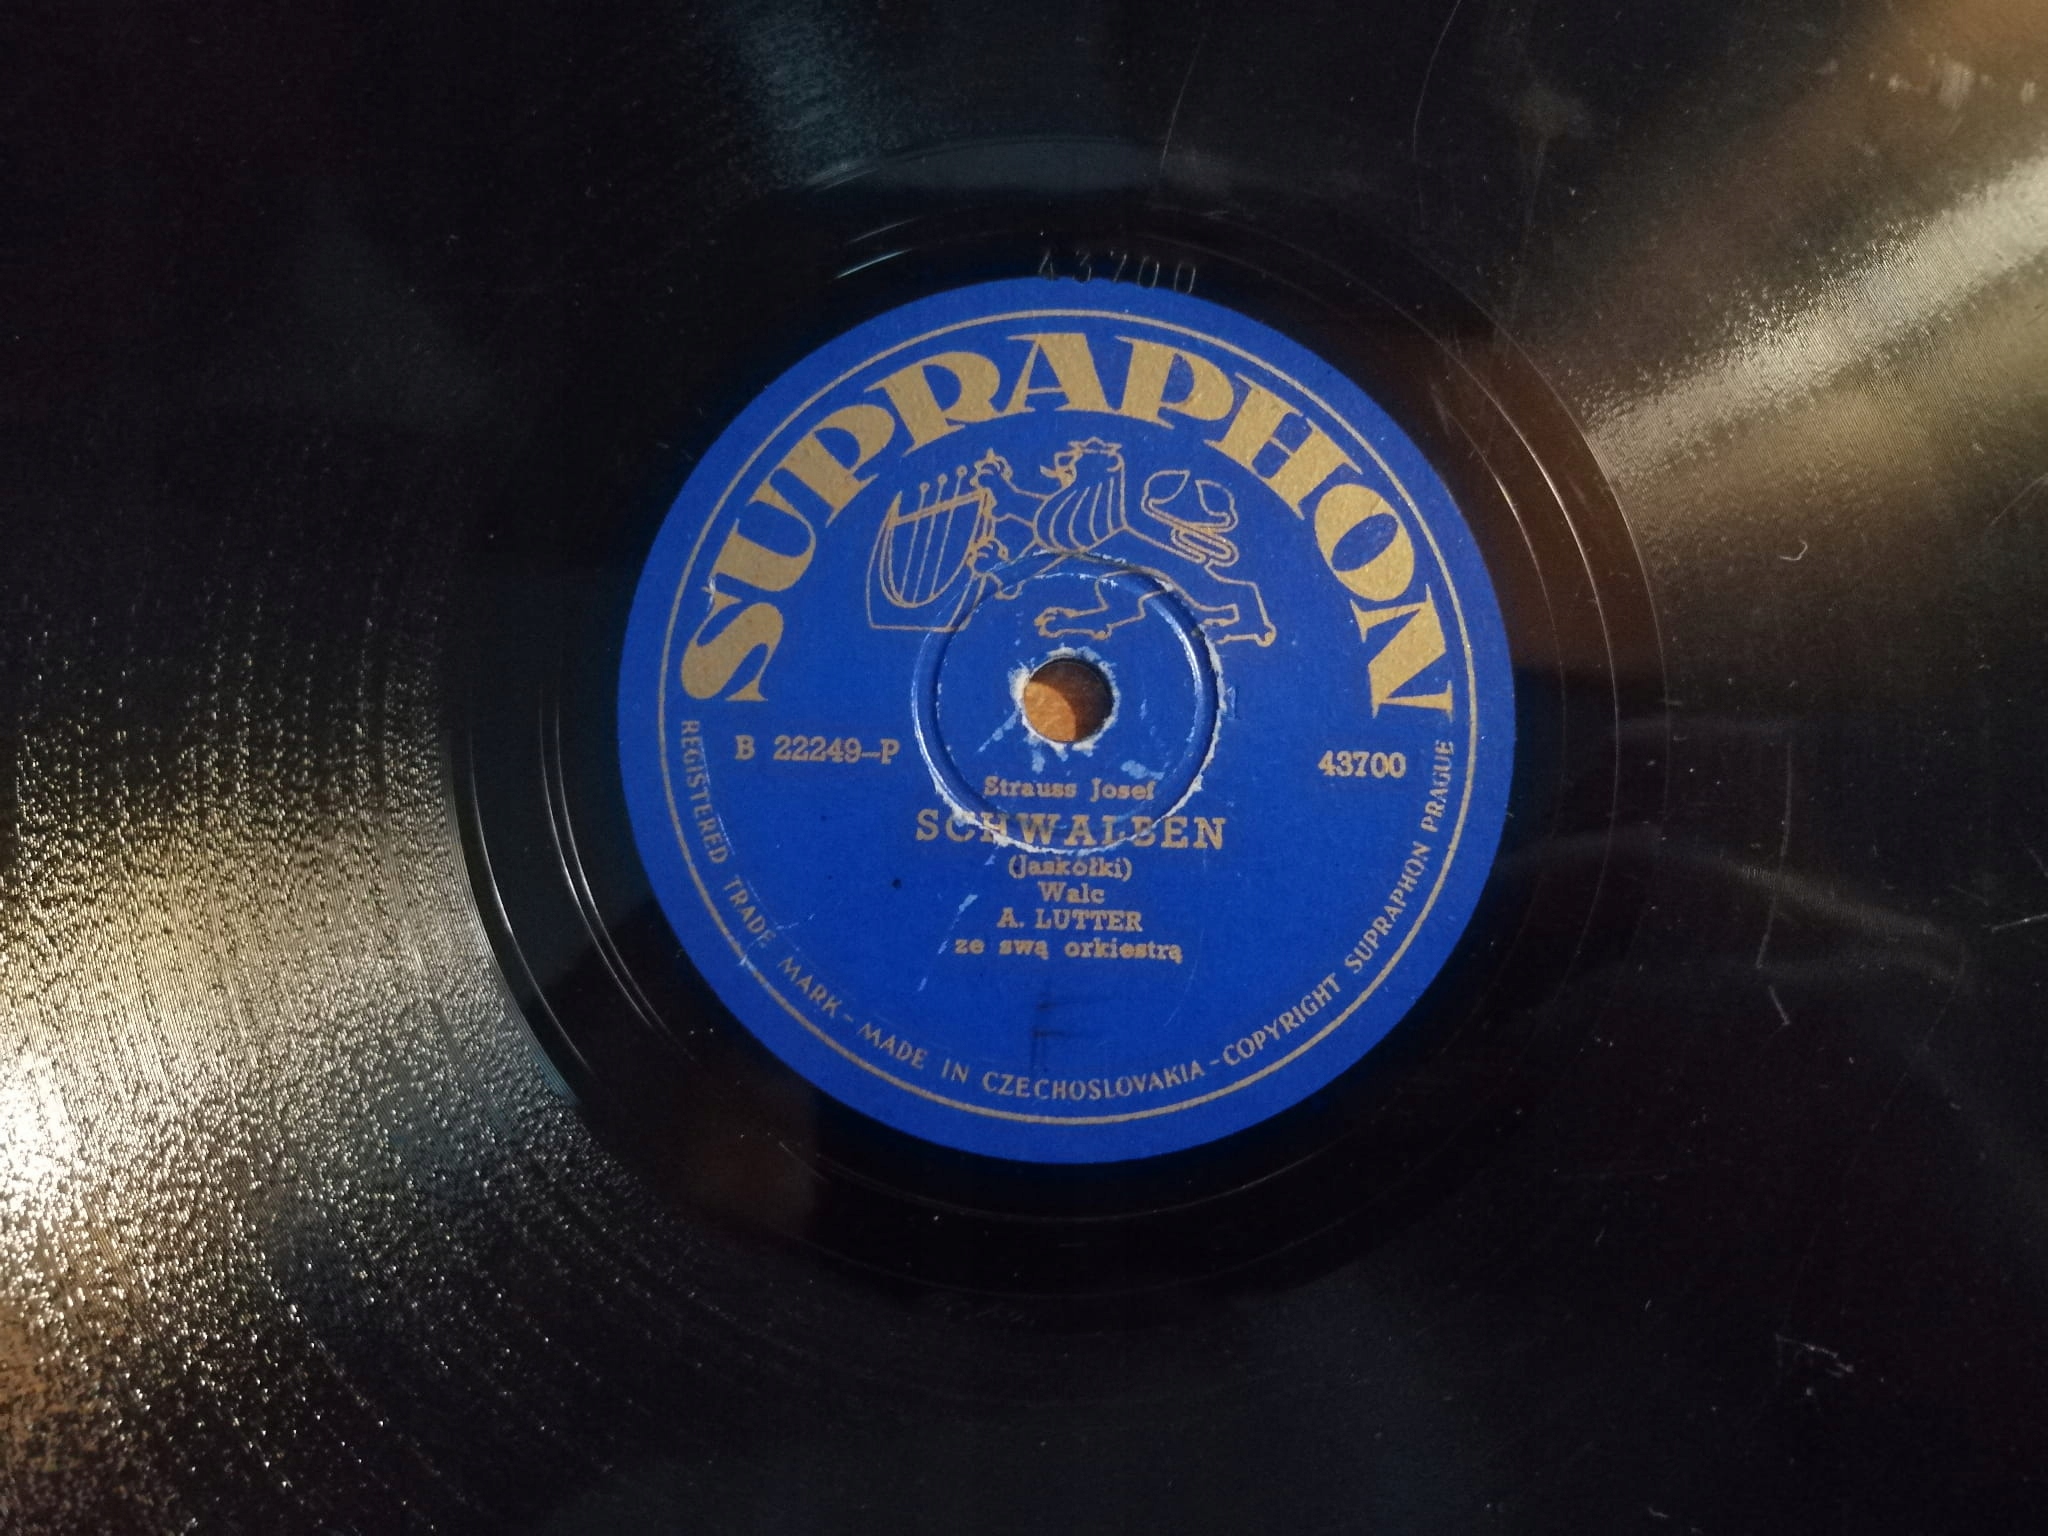 43700
SUPRAPHON
B 22249-P
43700
Strauss Josef
SCHWALBEN
(Jaskółki)
Walc
A. LUTTER
ze swą orkiestrą
REGISTERED TRADE MARK - MADE IN CZECHOSLOVAKIA - COPYRIGHT SUPRAPHON PRAGUE